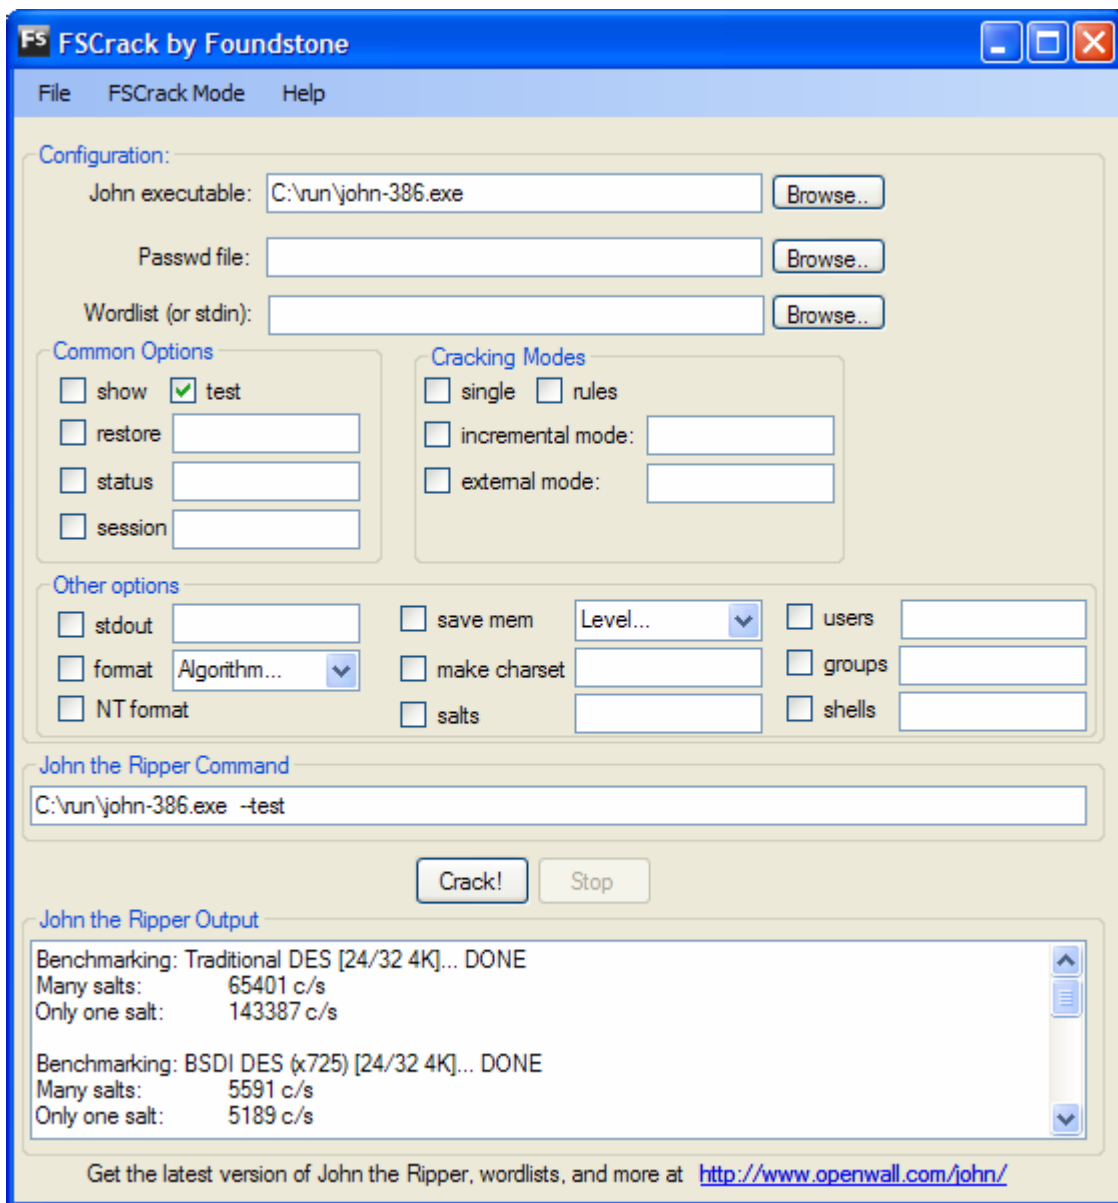 FS FSCrack by Foundstone
File FSCrack Mode Help
Configuration:
John executable: C:\run\john-386.exe Browse..
Passwd file: Browse..
Wordlist (or stdin): Browse..
Common Options
show test
restore
status
session
Cracking Modes
single rules
incremental mode:
external mode:
Other options
stdout
format Algorithm...
NT format
save mem Level...
make charset
salts
users
groups
shells
John the Ripper Command
C:\run\john-386.exe --test
Crack! Stop
John the Ripper Output
Benchmarking: Traditional DES [24/32 4K]... DONE
Many salts: 65401 c/s
Only one salt: 143387 c/s
Benchmarking: BSDI DES (x725) [24/32 4K]... DONE
Many salts: 5591 c/s
Only one salt: 5189 c/s
Get the latest version of John the Ripper, wordlists, and more at http://www.openwall.com/john/